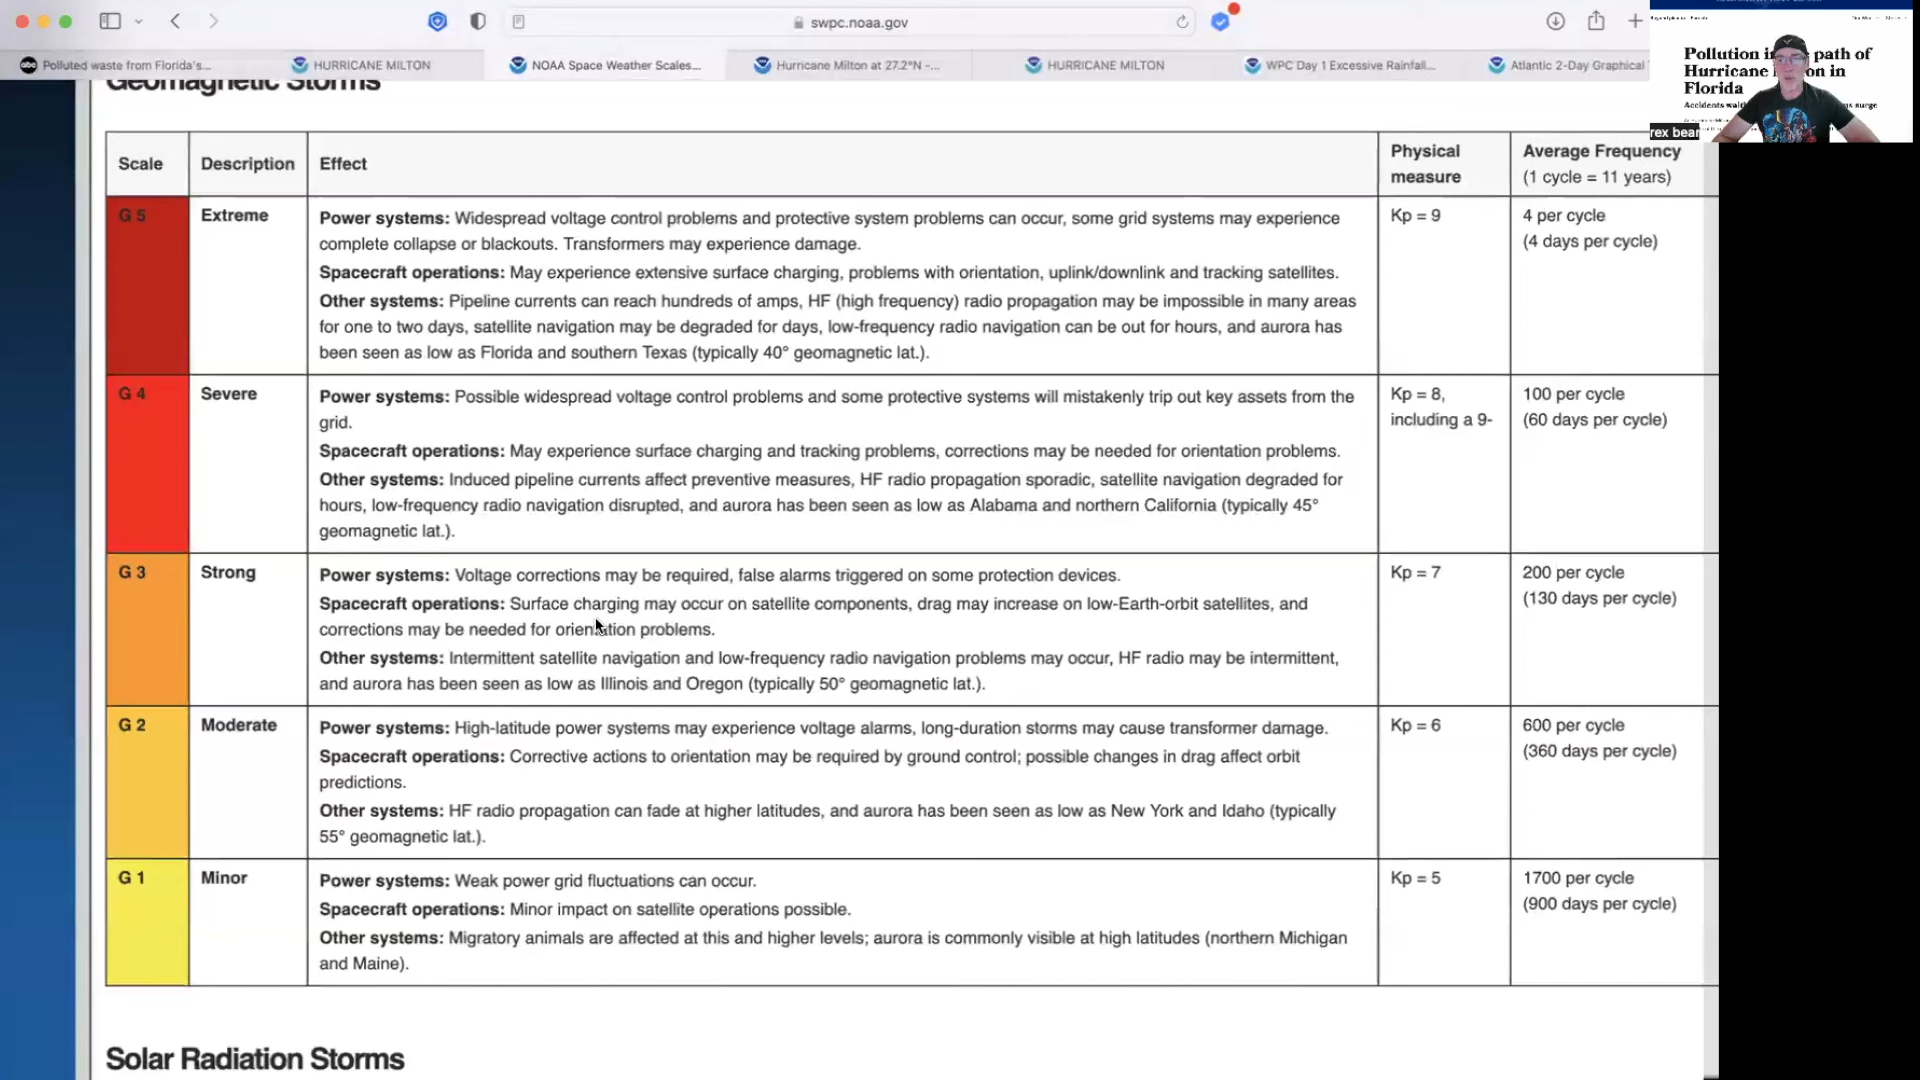 swpc.noaa.gov
Polluted waste from Florida's...
HURRICANE MILTON
NOAA Space Weather Scales...
Hurricane Milton at 27.2°N -...
HURRICANE MILTON
WPC Day 1 Excessive Rainfall...
Atlantic 2-Day Graphical
Pollution in path of
Hurricane in
Florida
Accidents surge
rex bear
Geomagnetic Storms
Scale
Description
Effect
Physical
measure
Average Frequency
(1 cycle = 11 years)
G 5
Extreme
Power systems: Widespread voltage control problems and protective system problems can occur, some grid systems may experience
complete collapse or blackouts. Transformers may experience damage.
Spacecraft operations: May experience extensive surface charging, problems with orientation, uplink/downlink and tracking satellites.
Other systems: Pipeline currents can reach hundreds of amps, HF (high frequency) radio propagation may be impossible in many areas
for one to two days, satellite navigation may be degraded for days, low-frequency radio navigation can be out for hours, and aurora has
been seen as low as Florida and southern Texas (typically 40° geomagnetic lat.).
Kp = 9
4 per cycle
(4 days per cycle)
G 4
Severe
Power systems: Possible widespread voltage control problems and some protective systems will mistakenly trip out key assets from the
grid.
Spacecraft operations: May experience surface charging and tracking problems, corrections may be needed for orientation problems.
Other systems: Induced pipeline currents affect preventive measures, HF radio propagation sporadic, satellite navigation degraded for
hours, low-frequency radio navigation disrupted, and aurora has been seen as low as Alabama and northern California (typically 45°
geomagnetic lat.).
Kp = 8,
including a 9-
100 per cycle
(60 days per cycle)
G 3
Strong
Power systems: Voltage corrections may be required, false alarms triggered on some protection devices.
Spacecraft operations: Surface charging may occur on satellite components, drag may increase on low-Earth-orbit satellites, and
corrections may be needed for orientation problems.
Other systems: Intermittent satellite navigation and low-frequency radio navigation problems may occur, HF radio may be intermittent,
and aurora has been seen as low as Illinois and Oregon (typically 50° geomagnetic lat.).
Kp = 7
200 per cycle
(130 days per cycle)
G 2
Moderate
Power systems: High-latitude power systems may experience voltage alarms, long-duration storms may cause transformer damage.
Spacecraft operations: Corrective actions to orientation may be required by ground control; possible changes in drag affect orbit
predictions.
Other systems: HF radio propagation can fade at higher latitudes, and aurora has been seen as low as New York and Idaho (typically
55° geomagnetic lat.).
Kp = 6
600 per cycle
(360 days per cycle)
G 1
Minor
Power systems: Weak power grid fluctuations can occur.
Spacecraft operations: Minor impact on satellite operations possible.
Other systems: Migratory animals are affected at this and higher levels; aurora is commonly visible at high latitudes (northern Michigan
and Maine).
Kp = 5
1700 per cycle
(900 days per cycle)
Solar Radiation Storms